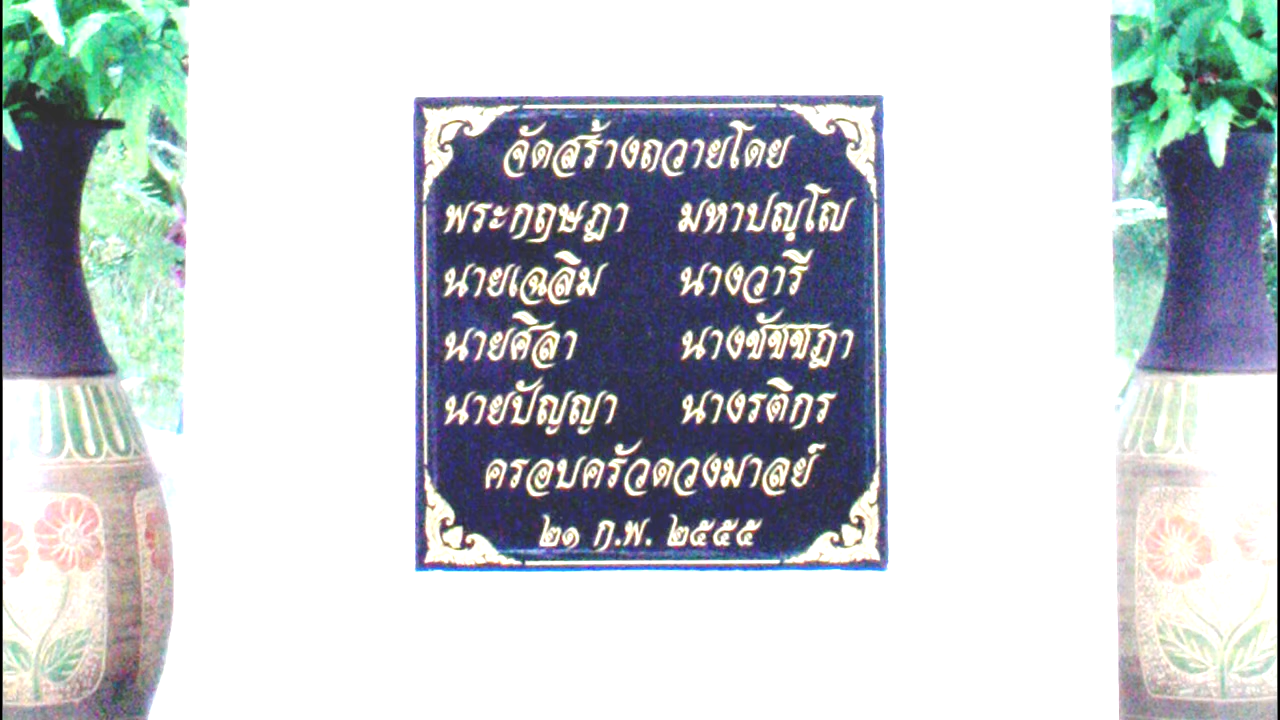 จัดสร้างถวายโดย
พระกฤษฎา มหาปญฺโญ
นายเฉลิม นางวารี
นายศิลา นางชัชชฎา
นายปัญญา นางรติกร
ครอบครัวดวงมาลย์
๒๑ ก.พ. ๒๕๕๕